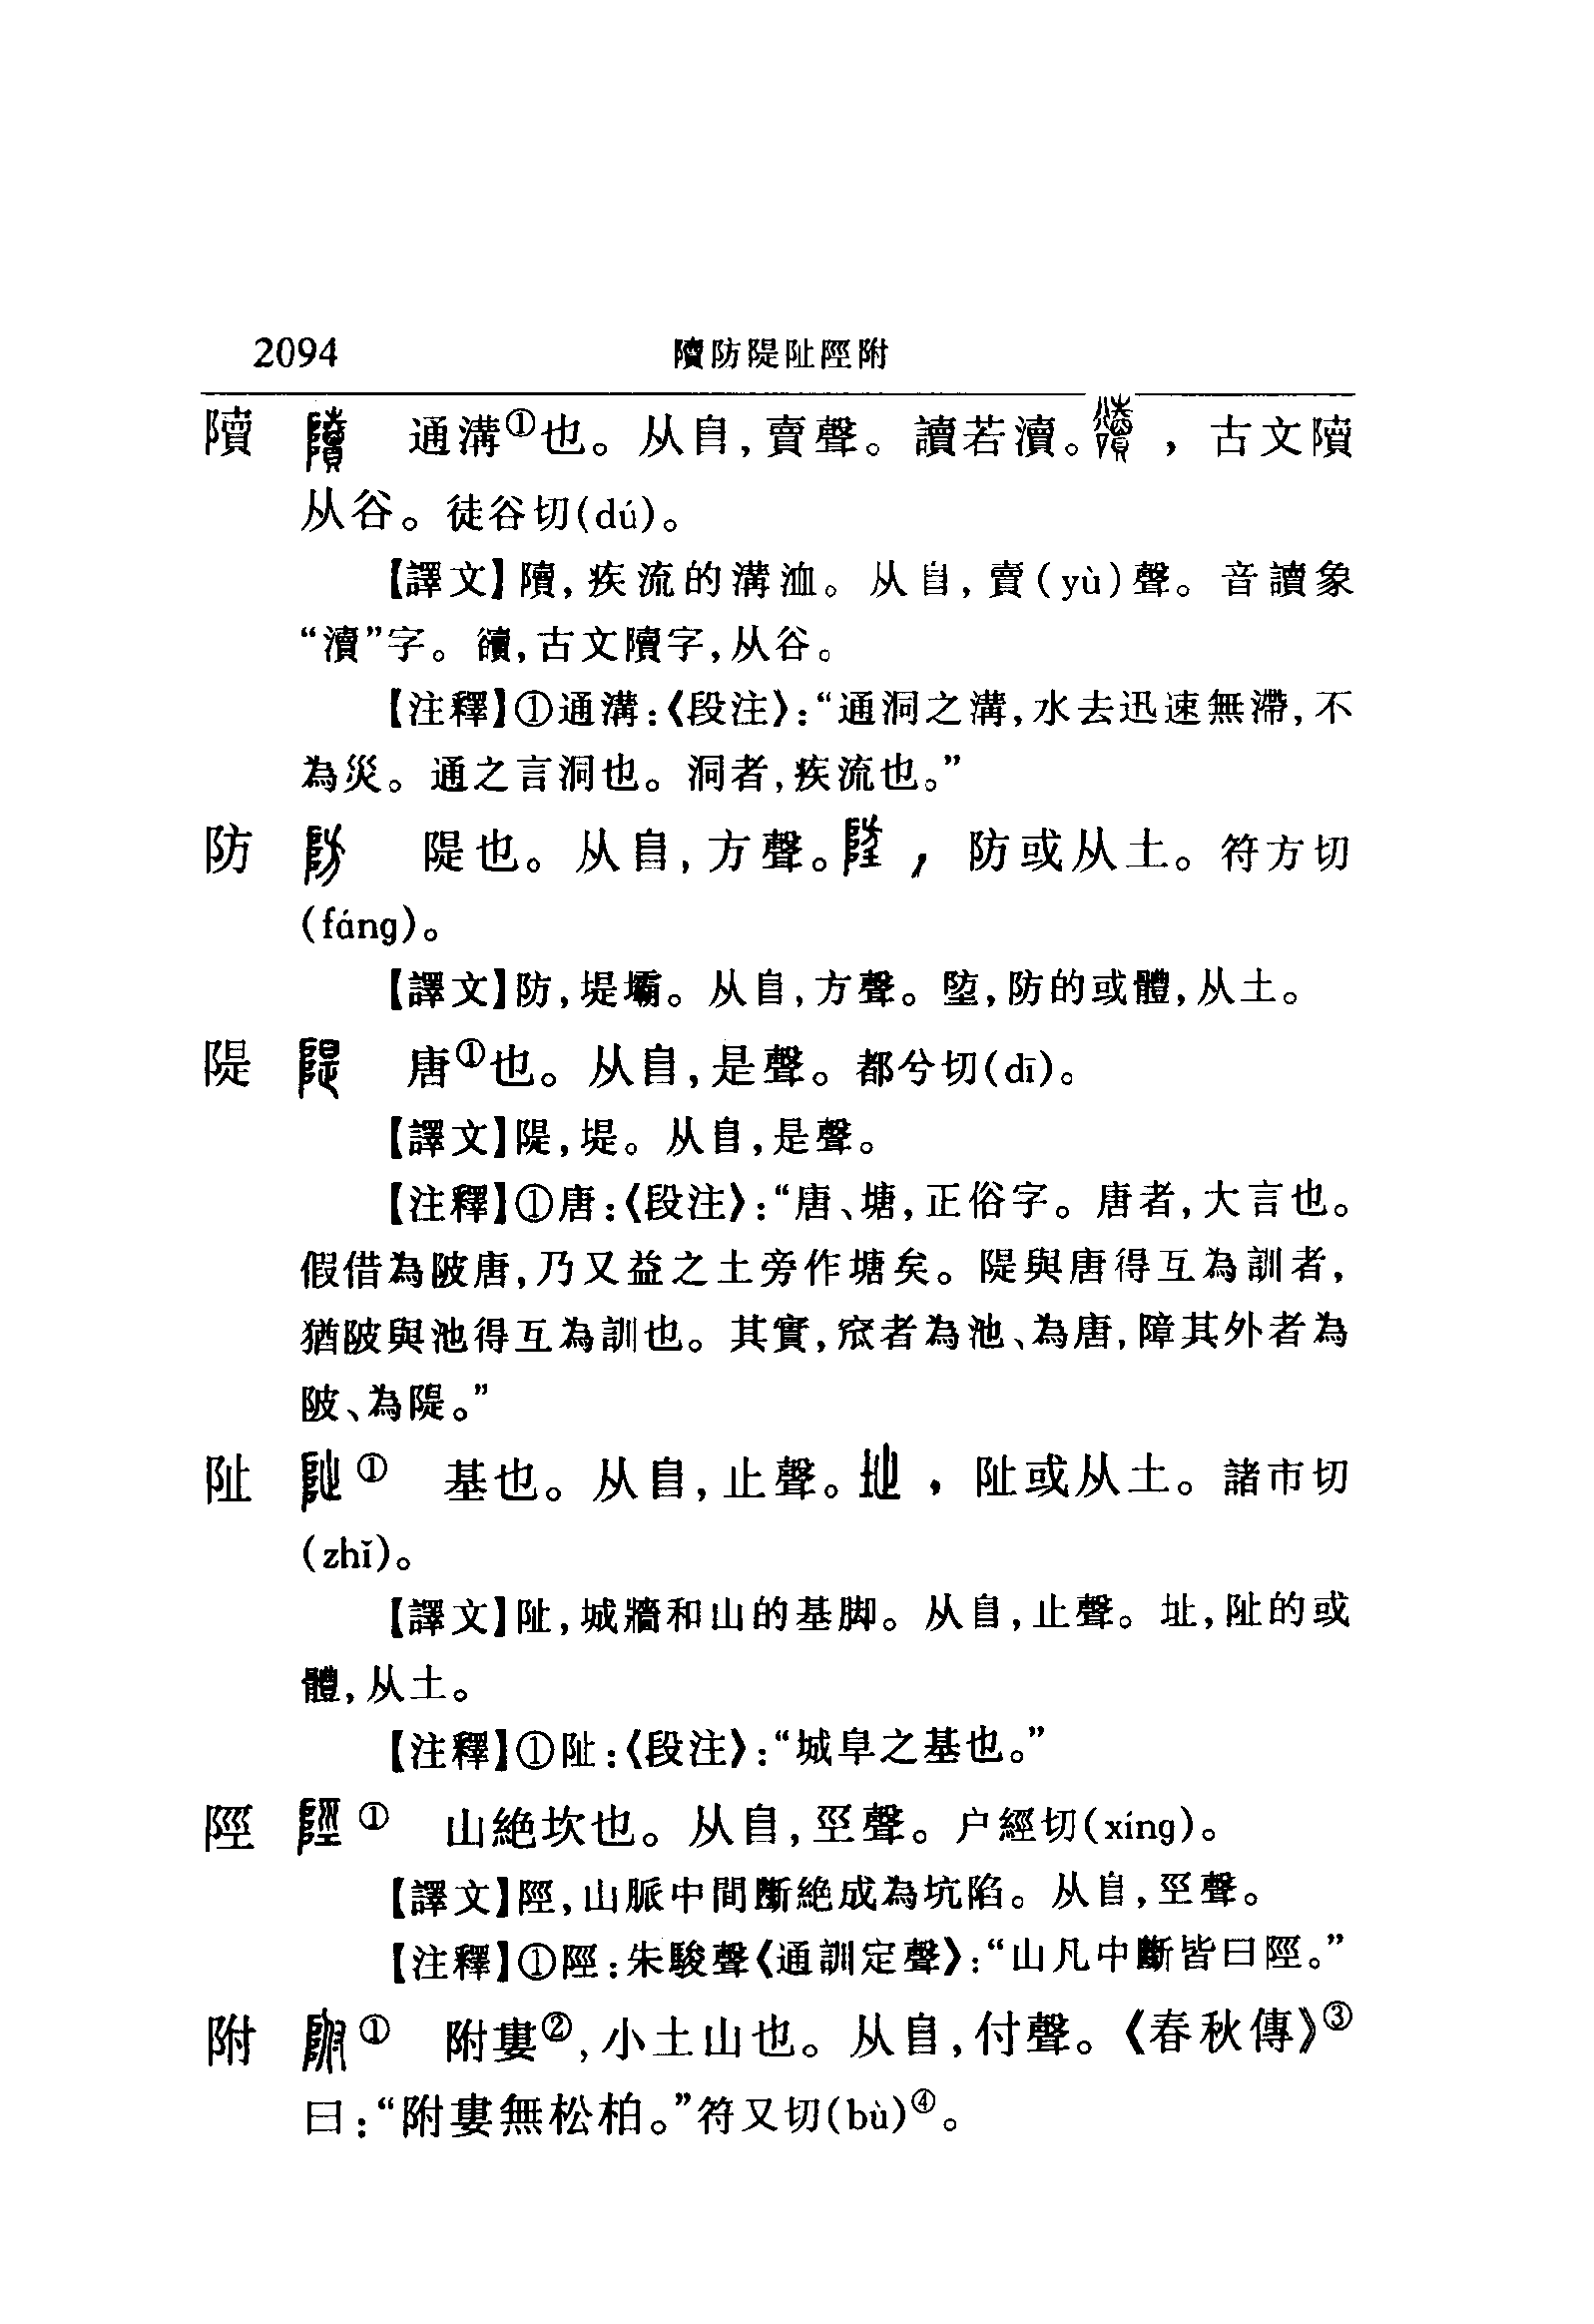 2094 隫防隄阯陘附
隫 通溝①也。从𨸏,𧶠聲。讀若瀆。 ,古文隫
从谷。徒谷切(dú)。
【譯文】隫,疾流的溝洫。从𨸏,𧶠(yù)聲。音讀象
“瀆”字。䜱,古文隫字,从谷。
【注釋】①通溝:《段注》:“通洞之溝,水去迅速無滯,不
為災。通之言洞也。洞者,疾流也。”
防 隄也。从𨸏,方聲。 ,防或从土。符方切
(fáng)。
【譯文】防,堤壩。从𨸏,方聲。埅,防的或體,从土。
隄 唐①也。从𨸏,是聲。都兮切(dī)。
【譯文】隄,堤。从𨸏,是聲。
【注釋】①唐:《段注》:“唐、塘,正俗字。唐者,大言也。
假借為陂唐,乃又益之土旁作塘矣。隄與唐得互為訓者,
猶陂與池得互為訓也。其實,窊者為池、為唐,障其外者為
陂、為隄。”
阯 ① 基也。从𨸏,止聲。 ,阯或从土。諸市切
(zhǐ)。
【譯文】阯,城牆和山的基脚。从𨸏,止聲。址,阯的或
體,从土。
【注釋】①阯:《段注》:“城阜之基也。”
陘 ① 山絶坎也。从𨸏,巠聲。户經切(xíng)。
【譯文】陘,山脈中間斷絶成為坑陷。从𨸏,巠聲。
【注釋】①陘:朱駿聲《通訓定聲》:“山凡中斷皆曰陘。”
附 ① 附婁②,小土山也。从𨸏,付聲。《春秋傳》③
曰:“附婁無松柏。”符又切(bù)④。